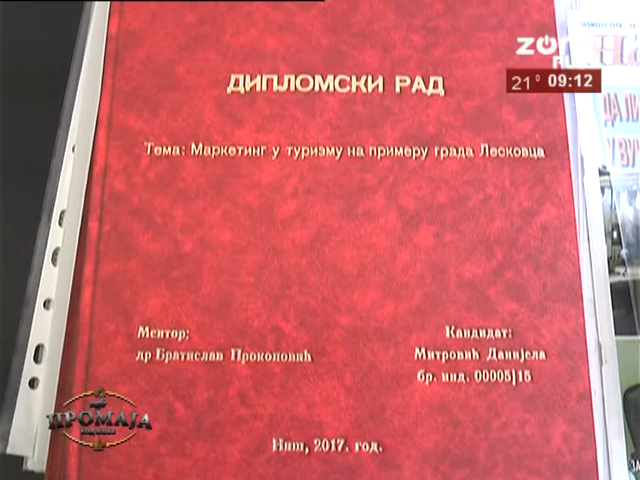 ZO
21° 09:12
ДИПЛОМСКИ РАД
Тема: Маркетинг у туризму на примеру града Лесковца
Ментор:
др Братислав Прокоповић
Кандидат:
Митровић Данијела
бр. инд. 00005|15
Ниш, 2017. год.
ПРОМАЈА